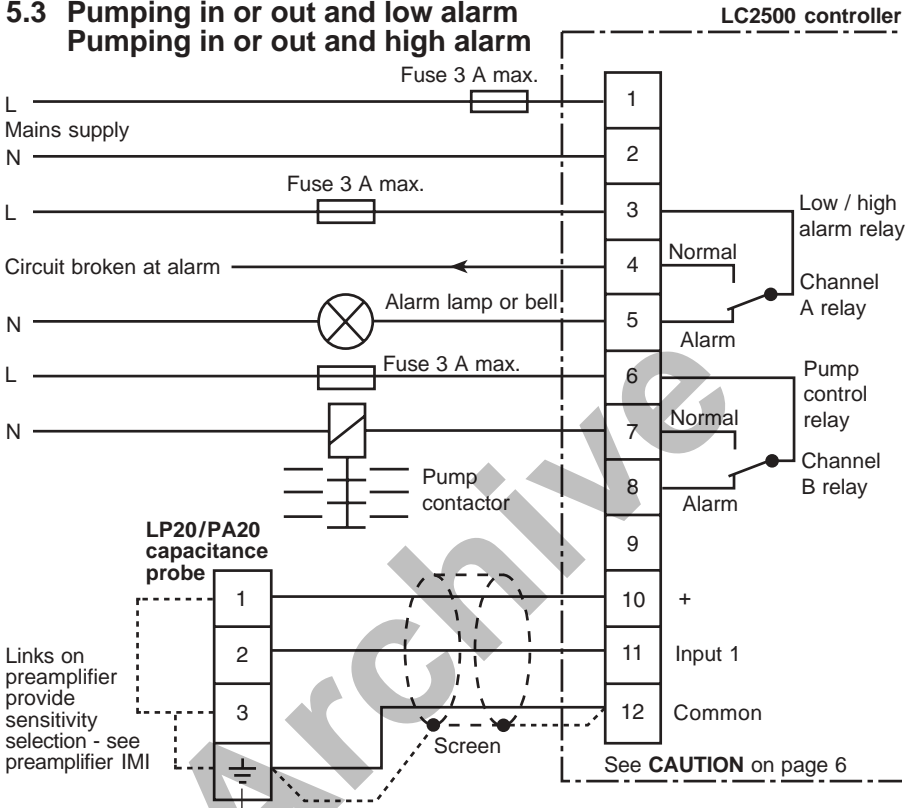 5.3 Pumping in or out and low alarm
Pumping in or out and high alarm
LC2500 controller
Fuse 3 A max.
L
Mains supply
N
1
2
Fuse 3 A max.
L
3
Low / high
alarm relay
Circuit broken at alarm
4
Normal
Channel
A relay
N
Alarm lamp or bell
5
Alarm
L
Fuse 3 A max.
6
Pump
control
relay
N
7
Normal
Pump
contactor
8
Alarm
Channel
B relay
9
LP20/PA20
capacitance
probe
1
10
+
2
11
Input 1
3
12
Common
Links on
preamplifier
provide
sensitivity
selection - see
preamplifier IMI
Screen
See CAUTION on page 6
Archive